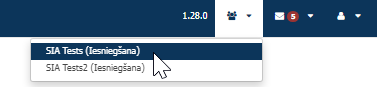 1.28.0 5
SIA Tests (Iesniegšana)
SIA Tests2 (Iesniegšana)